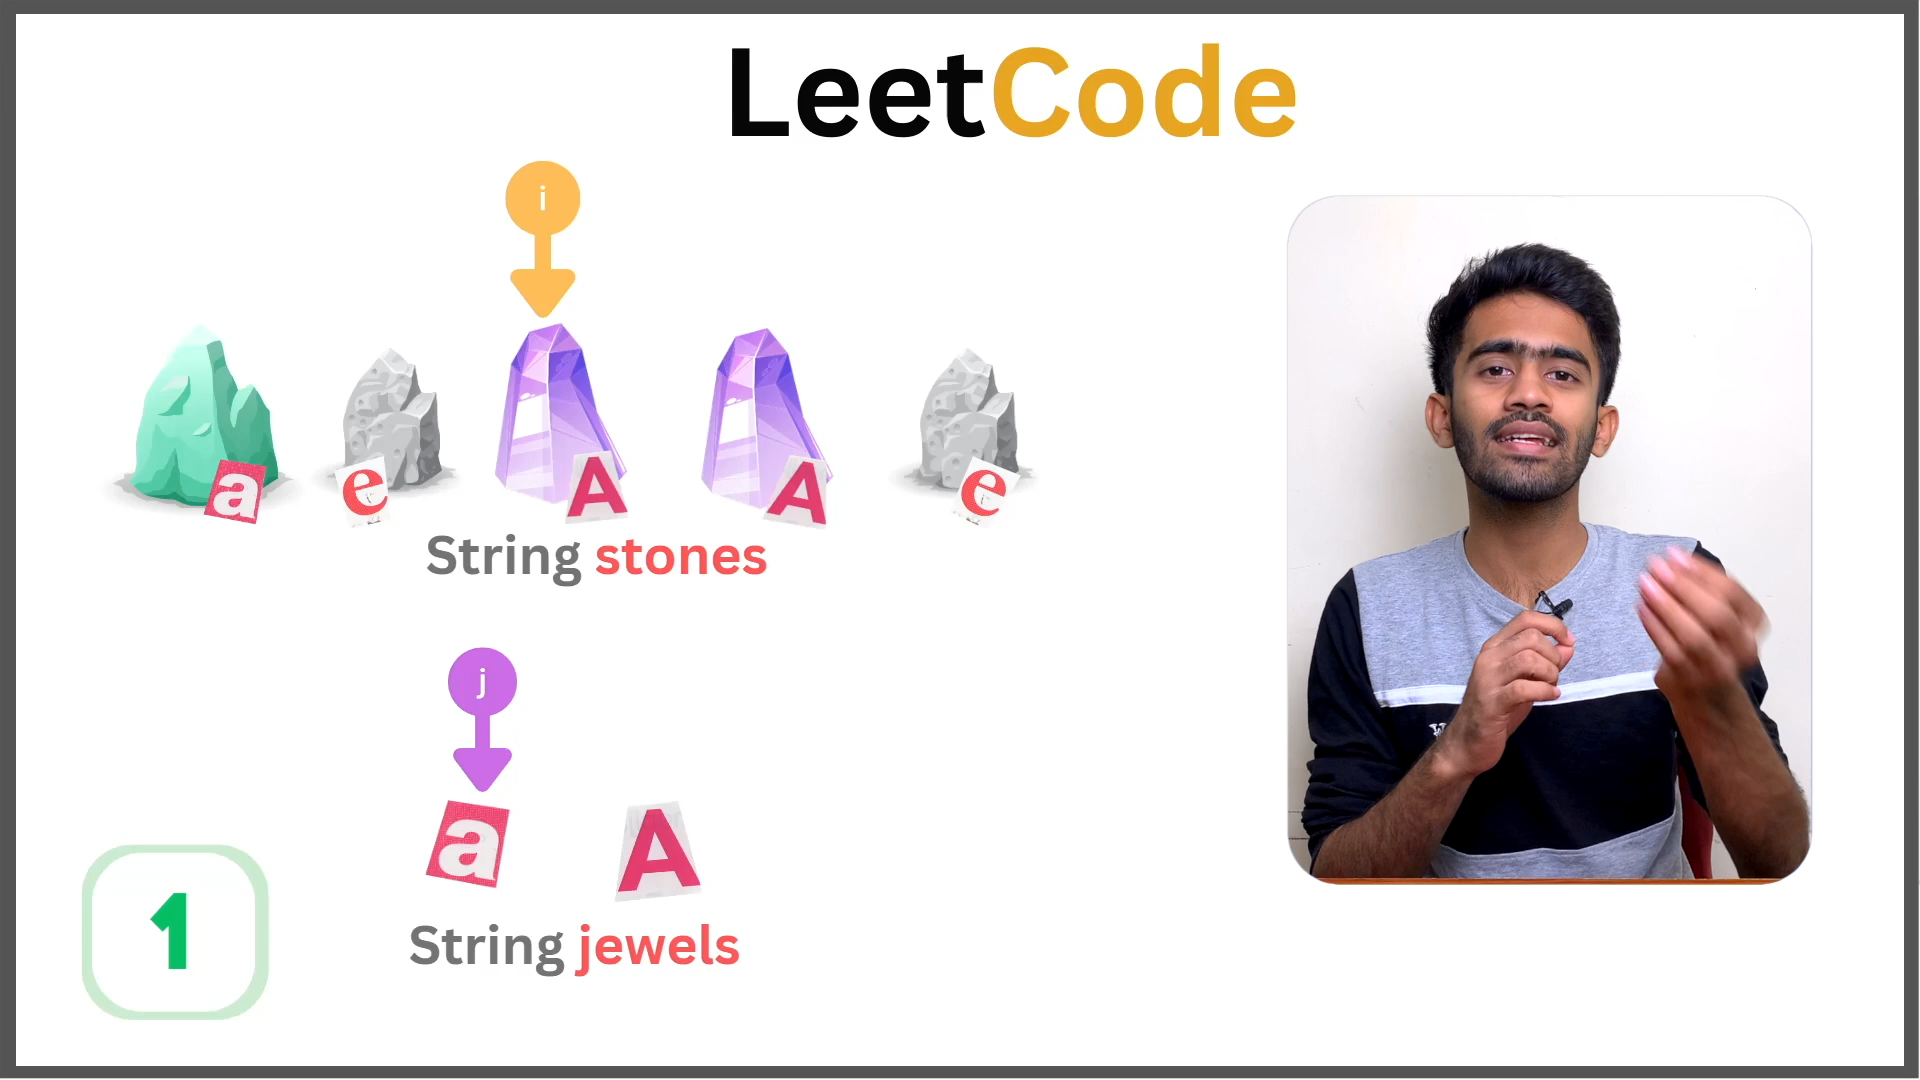 LeetCode
i
a e A A e
String stones
j
a A
1
String jewels